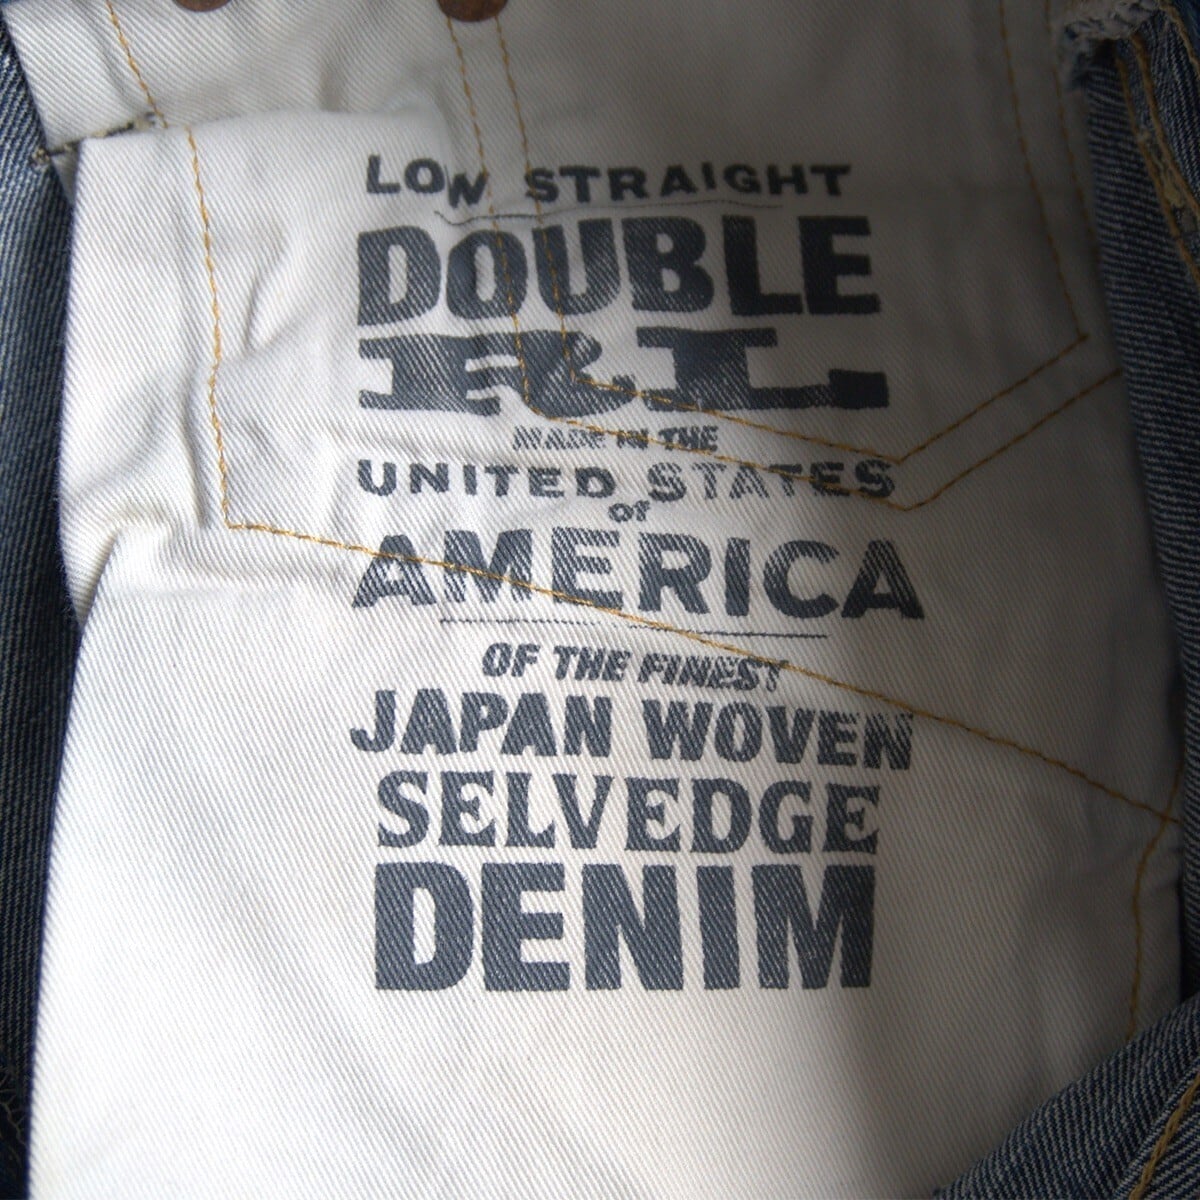 LOW STRAIGHT
DOUBLE
RL
MADE IN THE
UNITED STATES
OF
AMERICA
OF THE FINEST
JAPAN WOVEN
SELVEDGE
DENIM